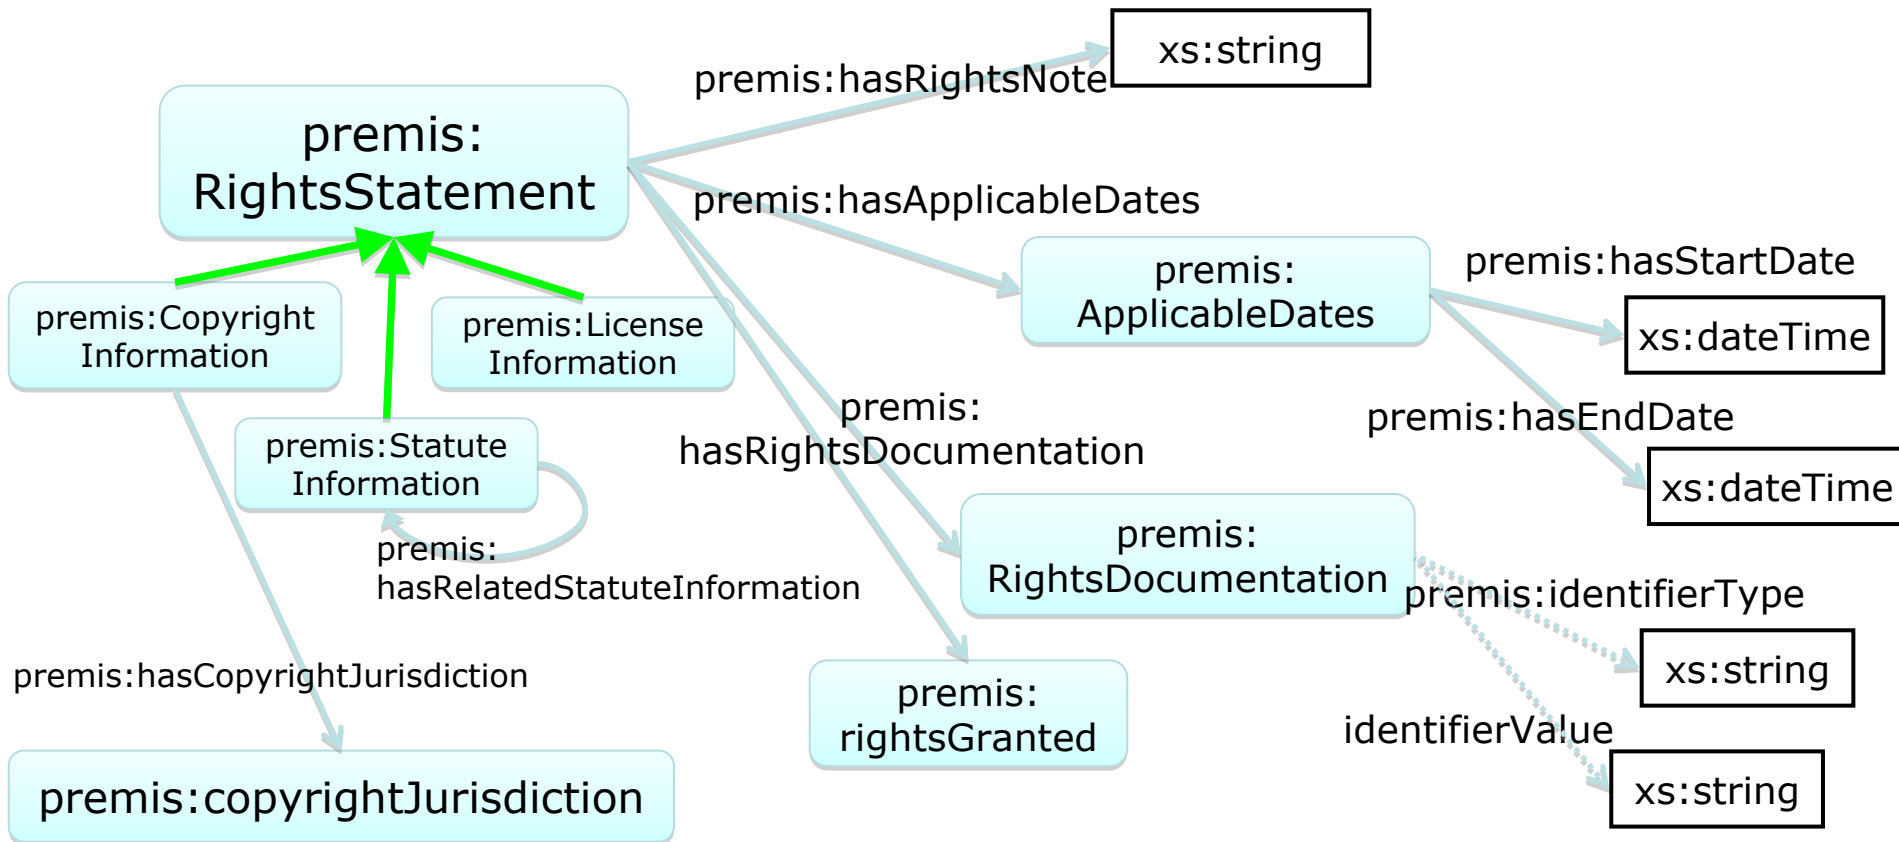 xs:string
premis:hasRightsNote
premis:
RightsStatement
premis:hasApplicableDates
premis:
ApplicableDates
premis:hasStartDate
xs:dateTime
premis:Copyright
Information
premis:License
Information
premis:
hasRightsDocumentation
premis:hasEndDate
xs:dateTime
premis:Statute
Information
premis:
hasRelatedStatuteInformation
premis:
RightsDocumentation
premis:identifierType
xs:string
premis:hasCopyrightJurisdiction
premis:
rightsGranted
identifierValue
xs:string
premis:copyrightJurisdiction